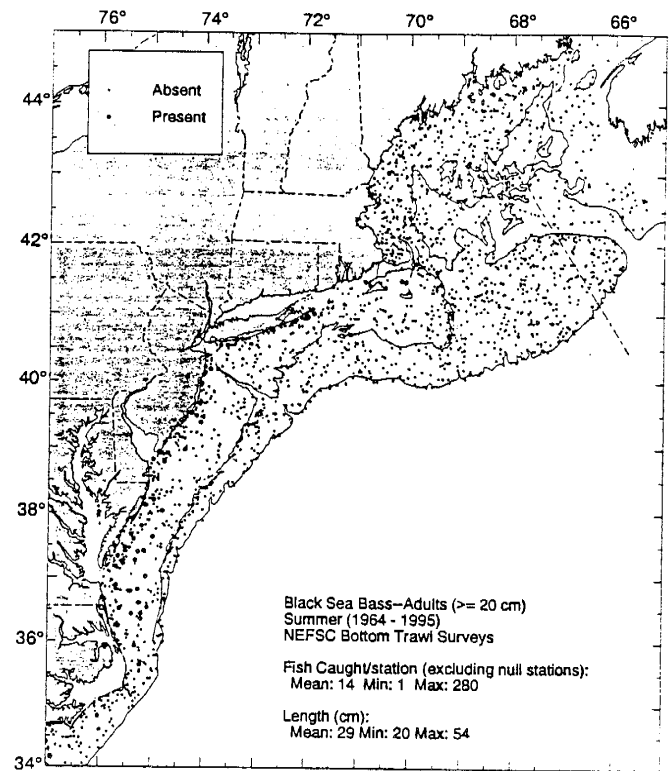 76° 74° 72° 70° 68° 66°
Absent
Present
44°
42°
40°
38°
36°
34°
Black Sea Bass–Adults (>= 20 cm)
Summer (1964 - 1995)
NEFSC Bottom Trawl Surveys
Fish Caught/station (excluding null stations):
Mean: 14 Min: 1 Max: 280
Length (cm):
Mean: 29 Min: 20 Max: 54